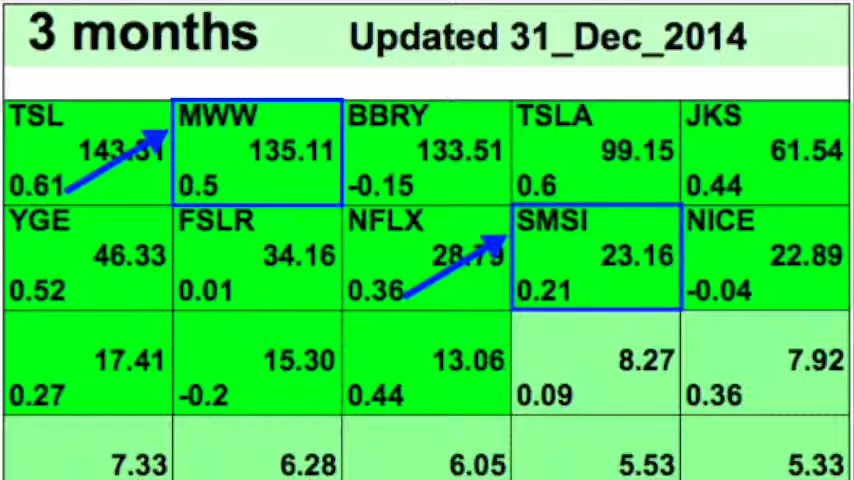 3 months Updated 31_Dec_2014
TSL MWW BBRY TSLA JKS
143.31 135.11 133.51 99.15 61.54
0.61 0.5 -0.15 0.6 0.44
YGE FSLR NFLX SMSI NICE
46.33 34.16 28.79 23.16 22.89
0.52 0.01 0.36 0.21 -0.04
17.41 15.30 13.06 8.27 7.92
0.27 -0.2 0.44 0.09 0.36
7.33 6.28 6.05 5.53 5.33